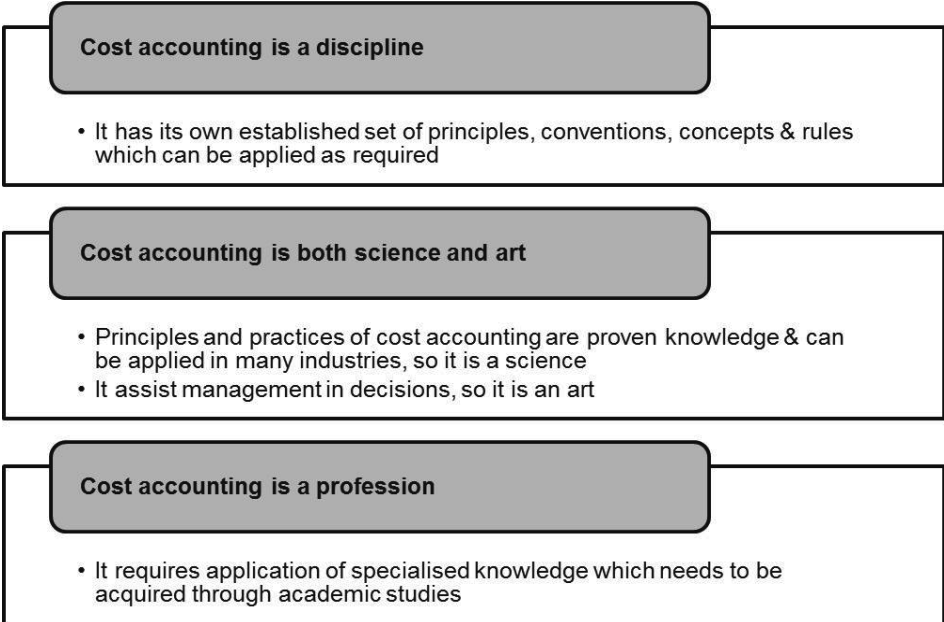 Cost accounting is a discipline
• It has its own established set of principles, conventions, concepts & rules
which can be applied as required
Cost accounting is both science and art
• Principles and practices of cost accounting are proven knowledge & can
be applied in many industries, so it is a science
• It assist management in decisions, so it is an art
Cost accounting is a profession
• It requires application of specialised knowledge which needs to be
acquired through academic studies